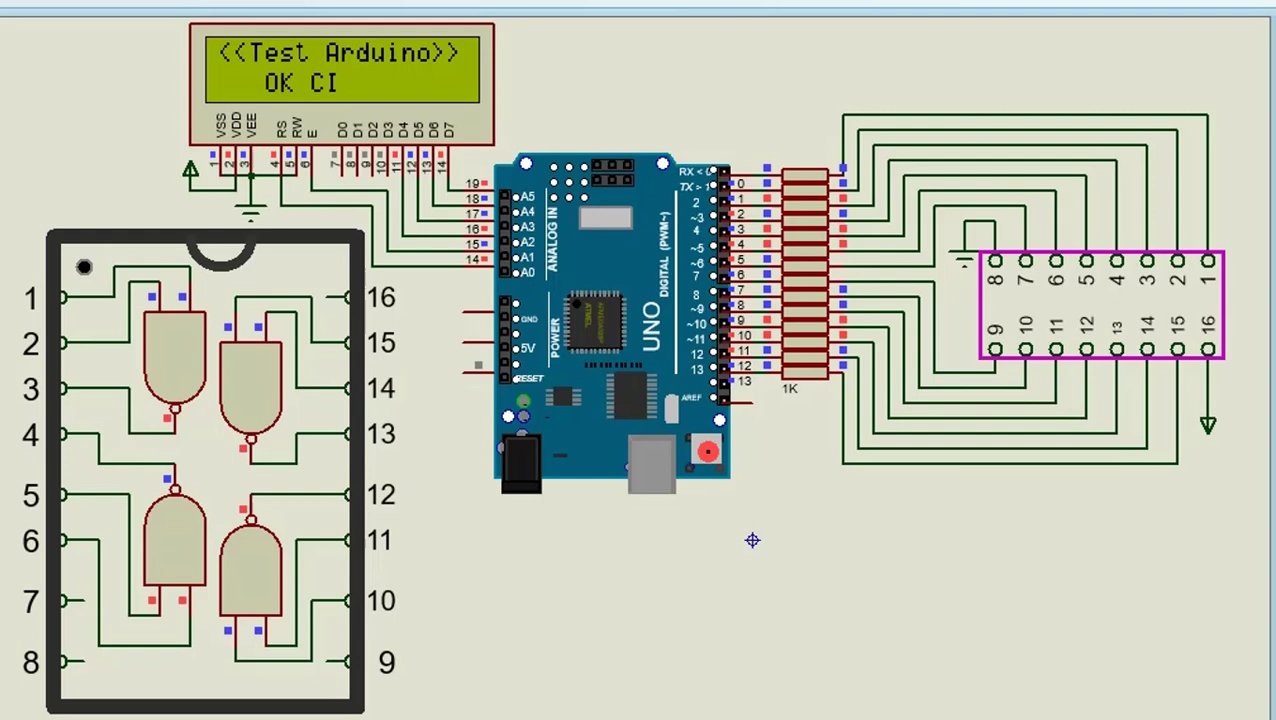 <<Test Arduino>>
OK CI
VSS
VDD
VEE
RS
RW
E
D0
D1
D2
D3
D4
D5
D6
D7
1
2
3
4
5
6
7
8
9
10
11
12
13
14
19
18
17
16
15
14
A5
A4
A3
A2
A1
A0
ANALOG IN
POWER
GND
5V
RESET
ATMEL
UNO
DIGITAL (PWM~)
RX < 0
TX > 1
2
~3
4
~5
~6
7
8
~9
~10
~11
12
13
AREF
0
1
2
3
4
5
6
7
8
9
10
11
12
13
1K
8 7 6 5 4 3 2 1
9 10 11 12 13 14 15 16
1 16
2 15
3 14
4 13
5 12
6 11
7 10
8 9